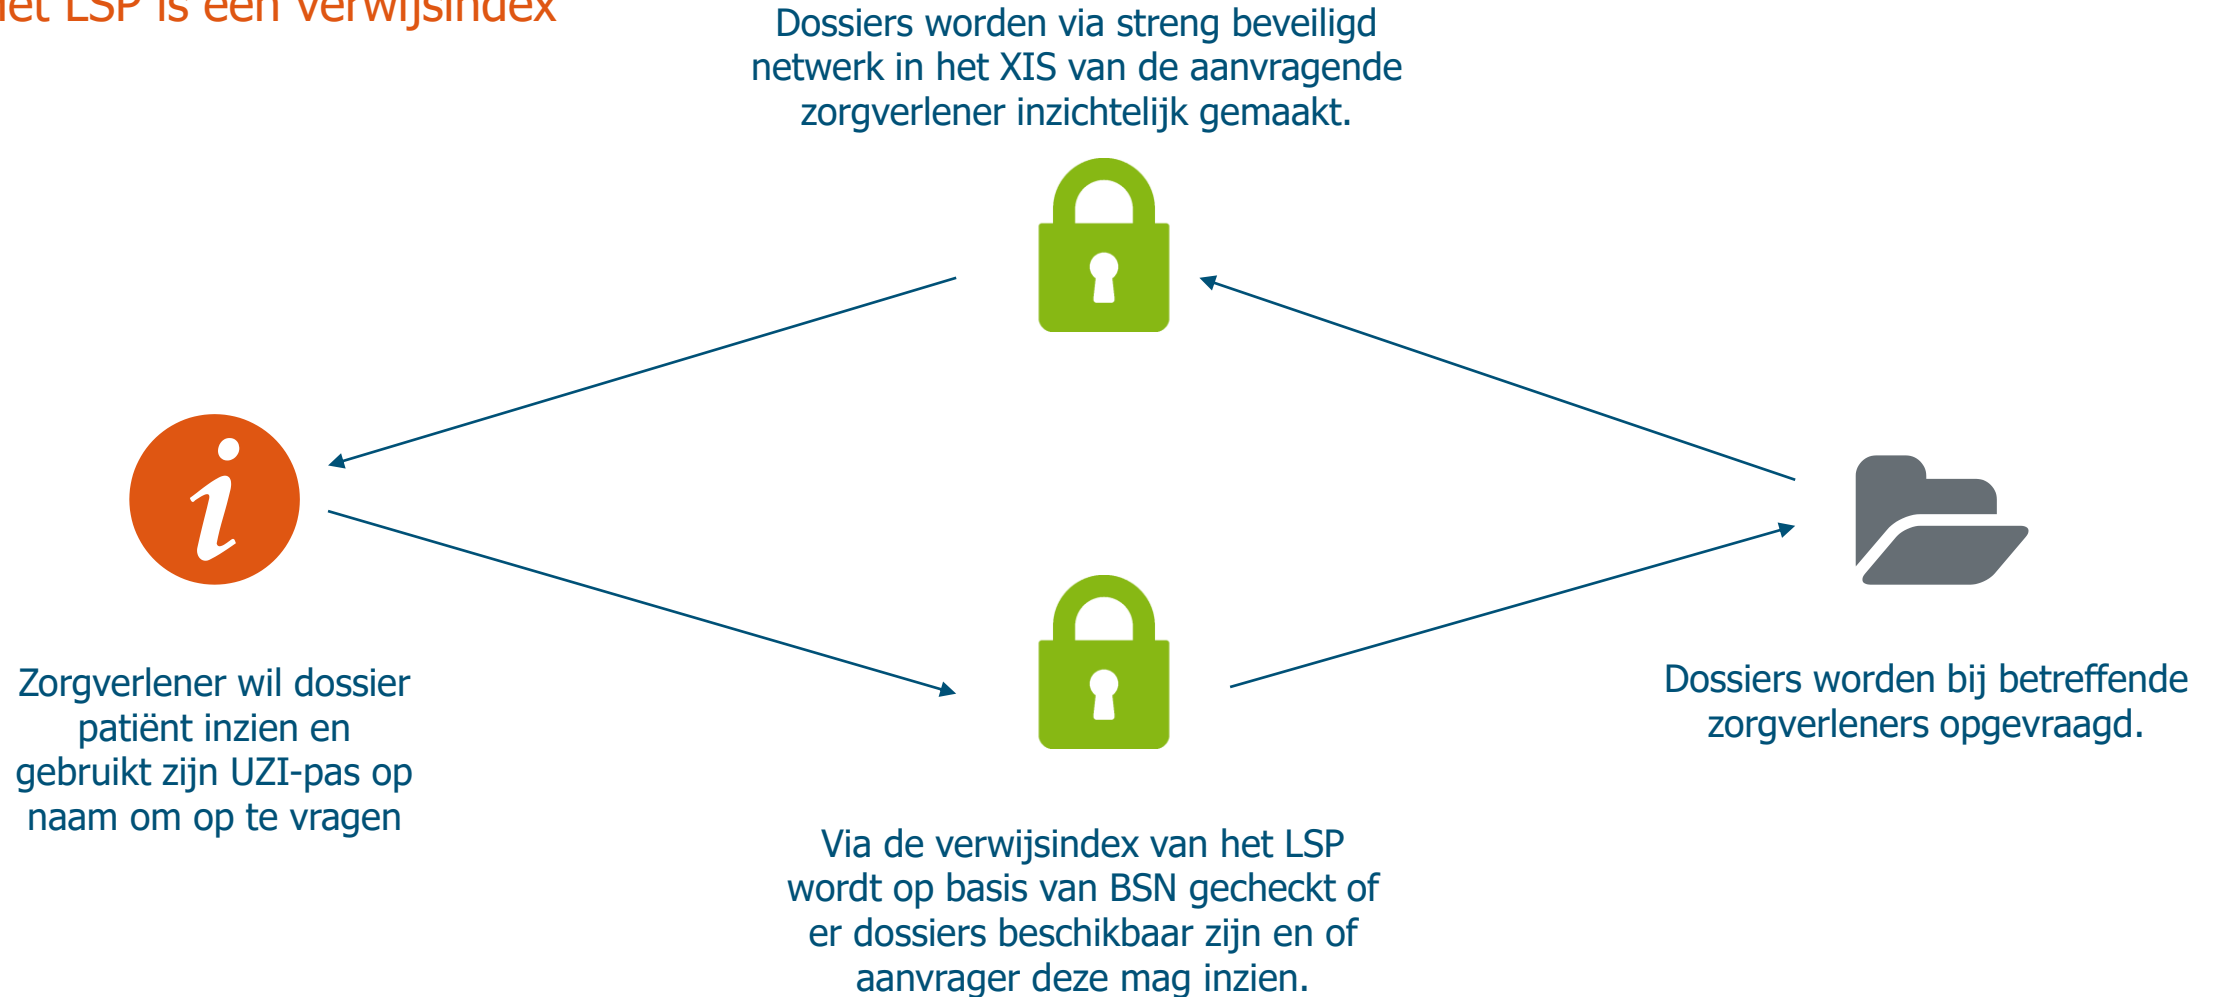 Het LSP is een verwijsindex
Dossiers worden via streng beveiligd
netwerk in het XIS van de aanvragende
zorgverlener inzichtelijk gemaakt.
Zorgverlener wil dossier
patiënt inzien en
gebruikt zijn UZI-pas op
naam om op te vragen
Dossiers worden bij betreffende
zorgverleners opgevraagd.
Via de verwijsindex van het LSP
wordt op basis van BSN gecheckt of
er dossiers beschikbaar zijn en of
aanvrager deze mag inzien.